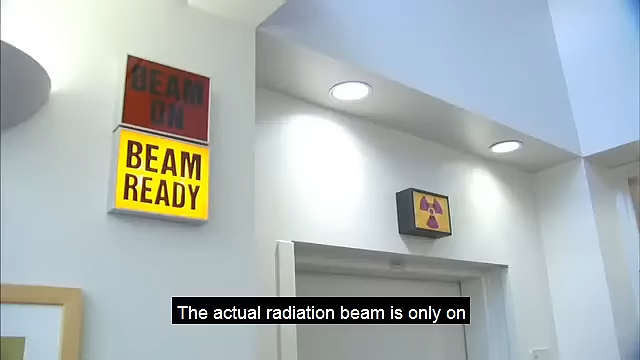 BEAM
ON
BEAM
READY
The actual radiation beam is only on